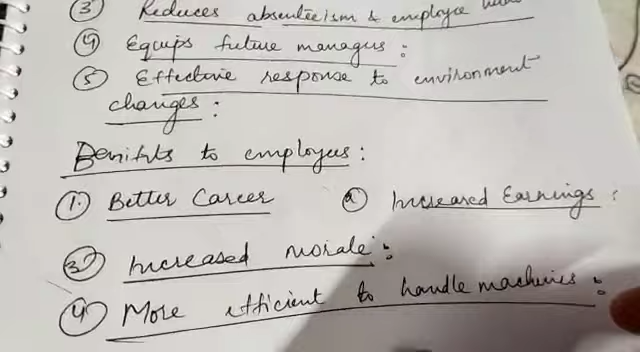 ③ Reduces absenteeism & employee
④ Equips future managers :
⑤ Effective response to environment
changes :
Benifits to employees :
①. Better Career ② Increased Earnings :
③ Increased morale :
④ More efficient to handle machines :